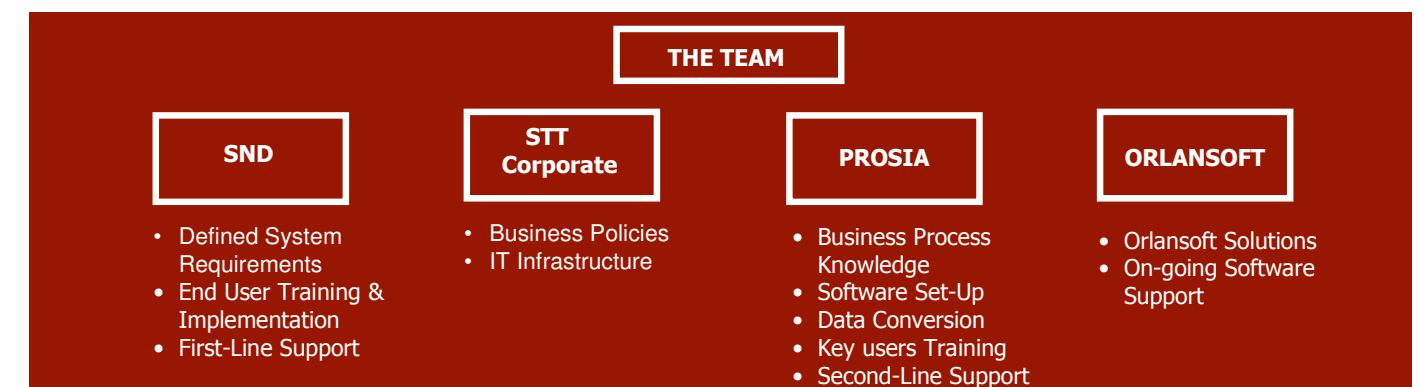 THE TEAM
SND
• Defined System
Requirements
• End User Training &
Implementation
• First-Line Support
STT
Corporate
• Business Policies
• IT Infrastructure
PROSIA
• Business Process
Knowledge
• Software Set-Up
• Data Conversion
• Key users Training
• Second-Line Support
ORLANSOFT
• Orlansoft Solutions
• On-going Software
Support